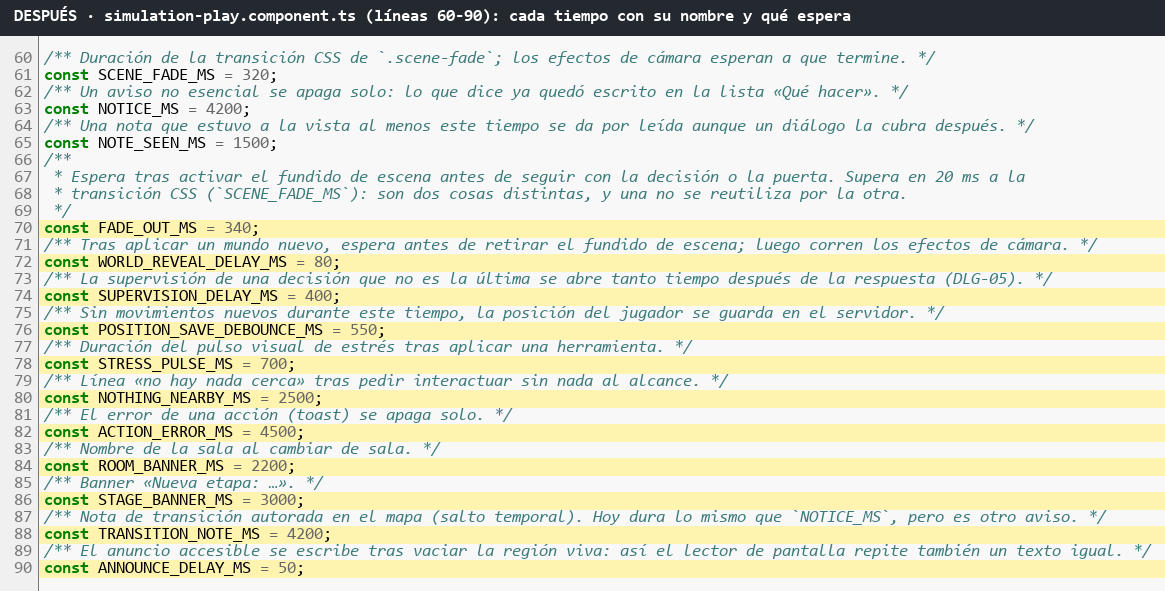 DESPUÉS · simulation-play.component.ts (líneas 60-90): cada tiempo con su nombre y qué espera
60 /** Duración de la transición CSS de `.scene-fade`; los efectos de cámara esperan a que termine. */
61 const SCENE_FADE_MS = 320;
62 /** Un aviso no esencial se apaga solo: lo que dice ya quedó escrito en la lista «Qué hacer». */
63 const NOTICE_MS = 4200;
64 /** Una nota que estuvo a la vista al menos este tiempo se da por leída aunque un diálogo la cubra después. */
65 const NOTE_SEEN_MS = 1500;
66 /**
67  * Espera tras activar el fundido de escena antes de seguir con la decisión o la puerta. Supera en 20 ms a la
68  * transición CSS (`SCENE_FADE_MS`): son dos cosas distintas, y una no se reutiliza por la otra.
69  */
70 const FADE_OUT_MS = 340;
71 /** Tras aplicar un mundo nuevo, espera antes de retirar el fundido de escena; luego corren los efectos de cámara. */
72 const WORLD_REVEAL_DELAY_MS = 80;
73 /** La supervisión de una decisión que no es la última se abre tanto tiempo después de la respuesta (DLG-05). */
74 const SUPERVISION_DELAY_MS = 400;
75 /** Sin movimientos nuevos durante este tiempo, la posición del jugador se guarda en el servidor. */
76 const POSITION_SAVE_DEBOUNCE_MS = 550;
77 /** Duración del pulso visual de estrés tras aplicar una herramienta. */
78 const STRESS_PULSE_MS = 700;
79 /** Línea «no hay nada cerca» tras pedir interactuar sin nada al alcance. */
80 const NOTHING_NEARBY_MS = 2500;
81 /** El error de una acción (toast) se apaga solo. */
82 const ACTION_ERROR_MS = 4500;
83 /** Nombre de la sala al cambiar de sala. */
84 const ROOM_BANNER_MS = 2200;
85 /** Banner «Nueva etapa: …». */
86 const STAGE_BANNER_MS = 3000;
87 /** Nota de transición autorada en el mapa (salto temporal). Hoy dura lo mismo que `NOTICE_MS`, pero es otro aviso. */
88 const TRANSITION_NOTE_MS = 4200;
89 /** El anuncio accesible se escribe tras vaciar la región viva: así el lector de pantalla repite también un texto igual. */
90 const ANNOUNCE_DELAY_MS = 50;